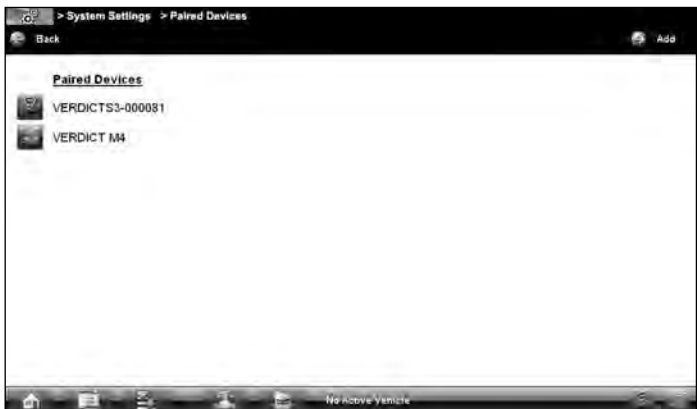 > System Settings > Paired Devices
Back Add
Paired Devices
VERDICTS3-000081
VERDICT M4
No Active Vehicle